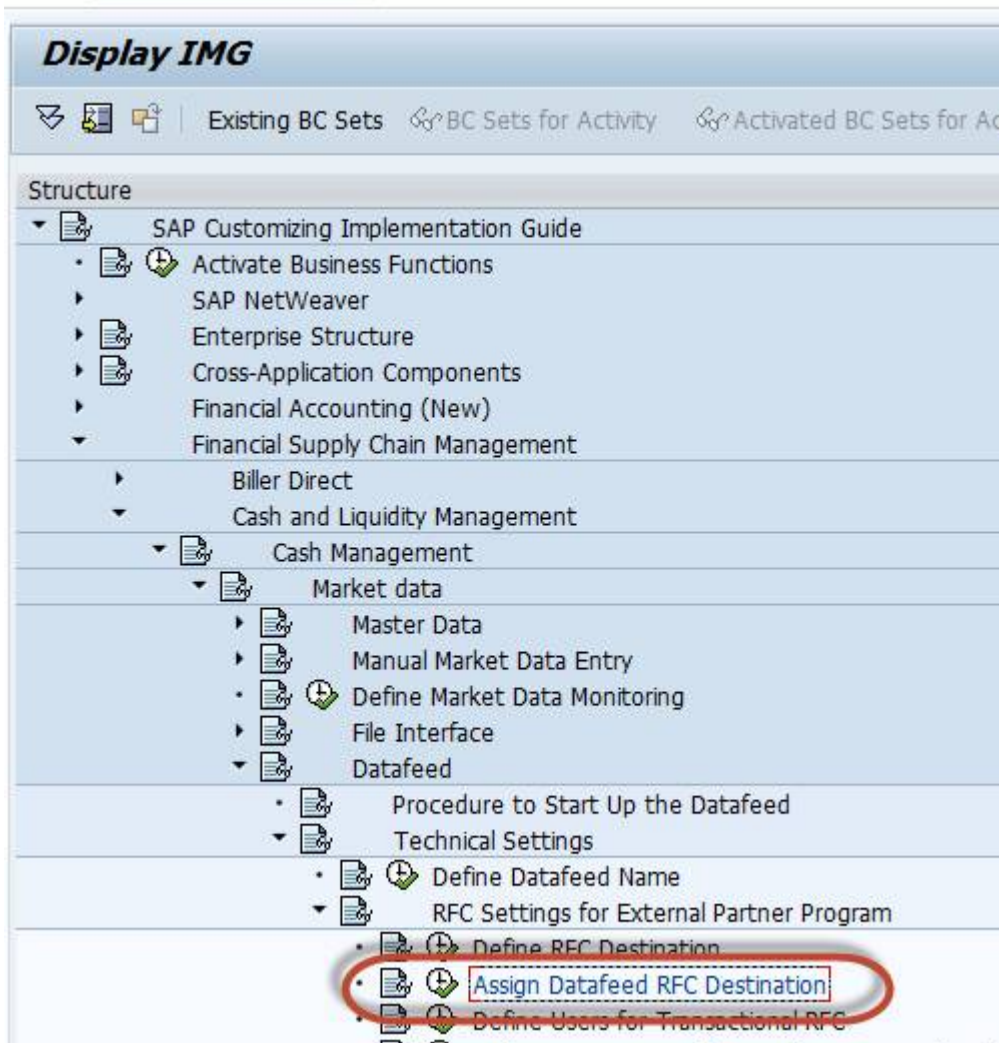 Display IMG
Existing BC Sets BC Sets for Activity Activated BC Sets for Ac
Structure
SAP Customizing Implementation Guide
Activate Business Functions
SAP NetWeaver
Enterprise Structure
Cross-Application Components
Financial Accounting (New)
Financial Supply Chain Management
Biller Direct
Cash and Liquidity Management
Cash Management
Market data
Master Data
Manual Market Data Entry
Define Market Data Monitoring
File Interface
Datafeed
Procedure to Start Up the Datafeed
Technical Settings
Define Datafeed Name
RFC Settings for External Partner Program
Define RFC Destination
Assign Datafeed RFC Destination
Define Users for Transactional RFC